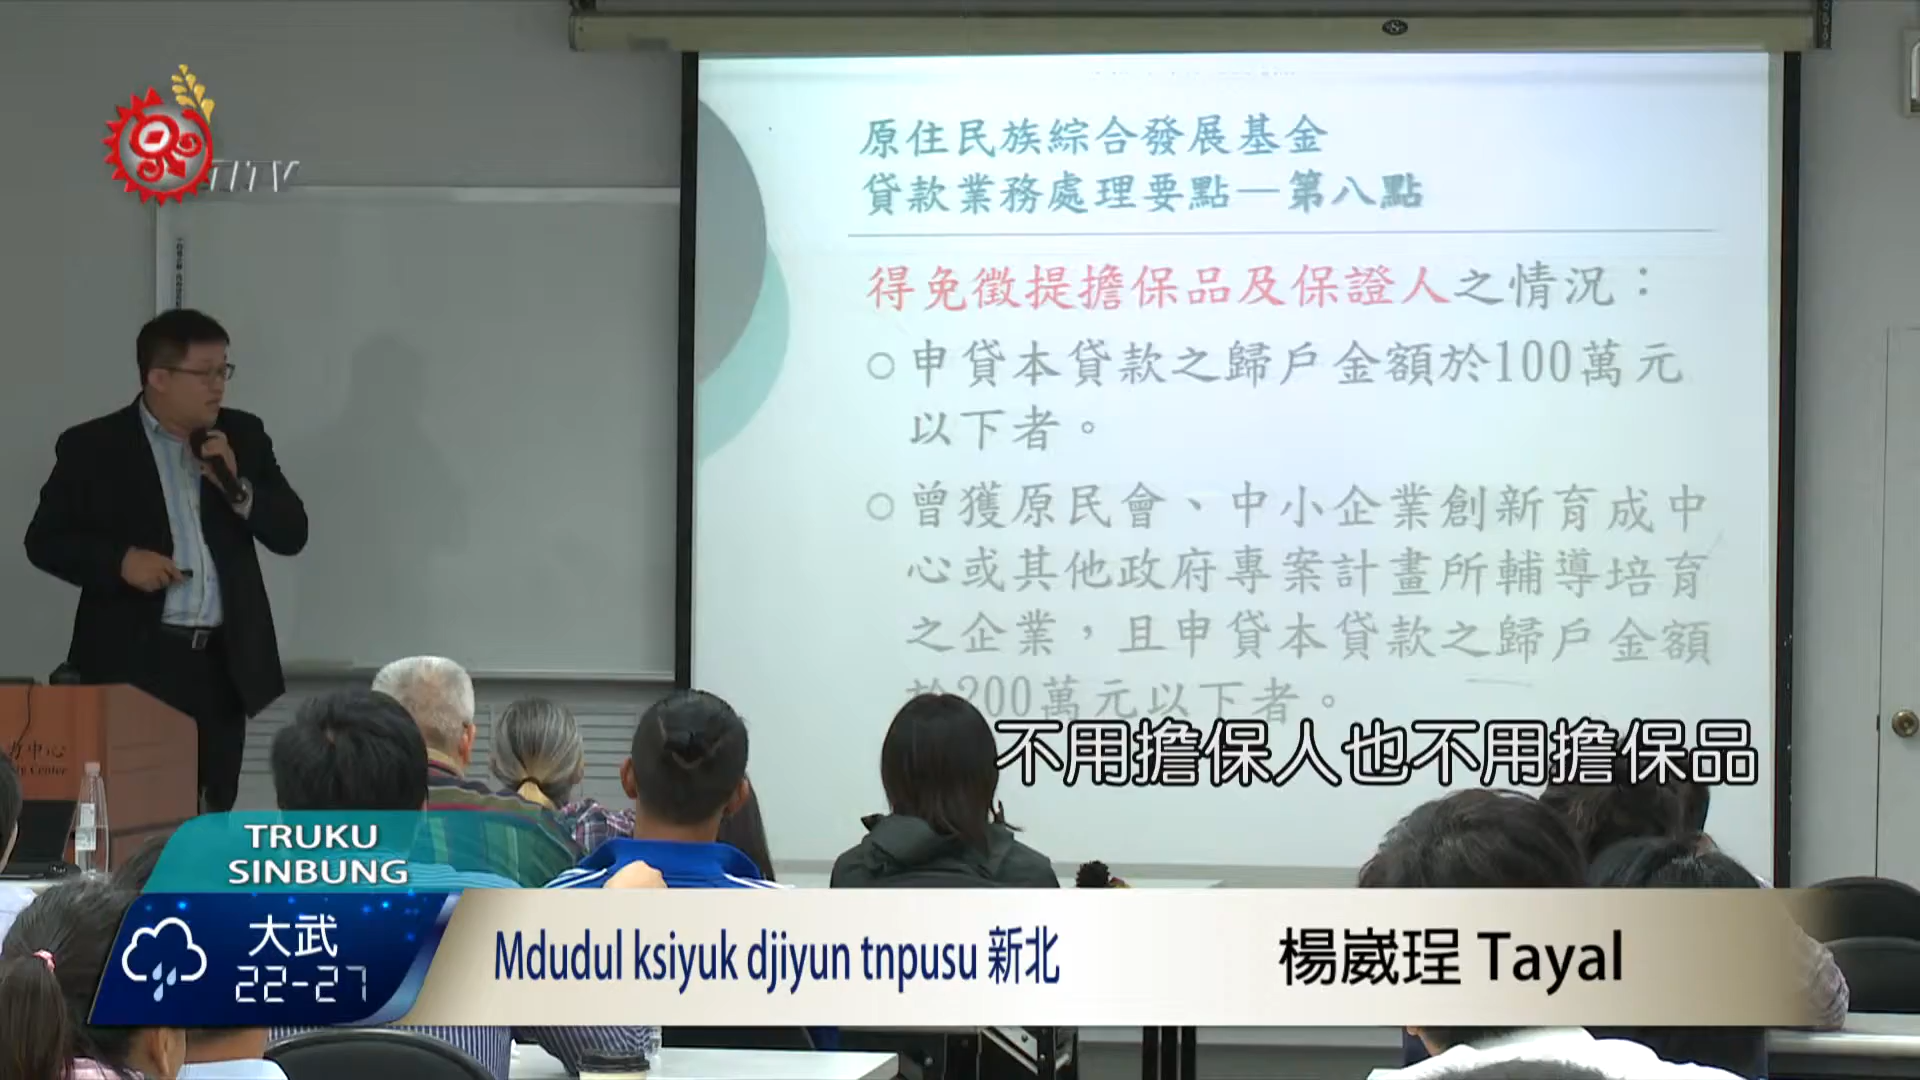 TITV
原住民族綜合發展基金
貸款業務處理要點—第八點
得免徵提擔保品及保證人之情況：
○申貸本貸款之歸戶金額於100萬元
以下者。
○曾獲原民會、中小企業創新育成中
心或其他政府專案計畫所輔導培育
之企業，且申貸本貸款之歸戶金額
於200萬元以下者。
不用擔保人也不用擔保品
中心
Center
TRUKU
SINBUNG
大武
22-27
Mdudul ksiyuk djiyun tnpusu 新北
楊崴珵 Tayal